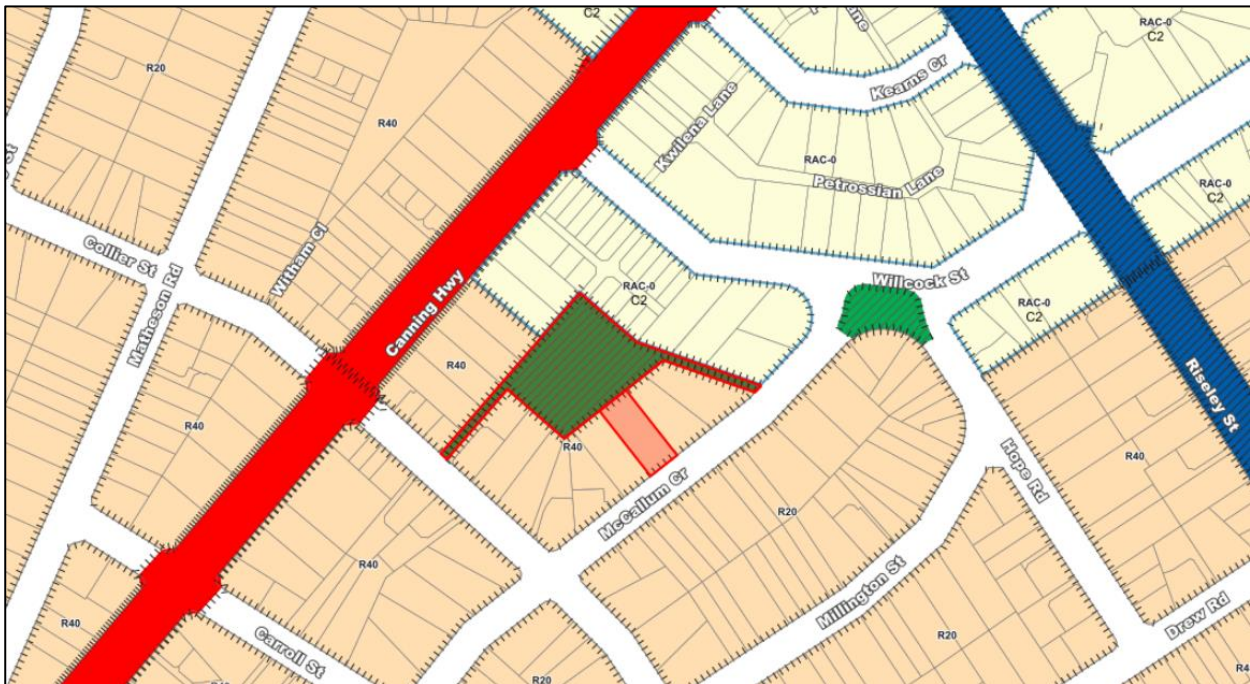 C2
RAC-0
C2
R20
R40
Kearns Cr
Kwilena Lane
RAC-0
Petrossian Lane
RAC-0
C2
Collier St
Witham Cl
Matheson Rd
Canning Hwy
Willcock St
RAC-0
C2
RAC-0
C2
R40
Riseley St
R40
R40
R40
Hope Rd
McCallum Cr
R20
R40
Millington St
R40
Carroll St
R20
R20
Drew Rd